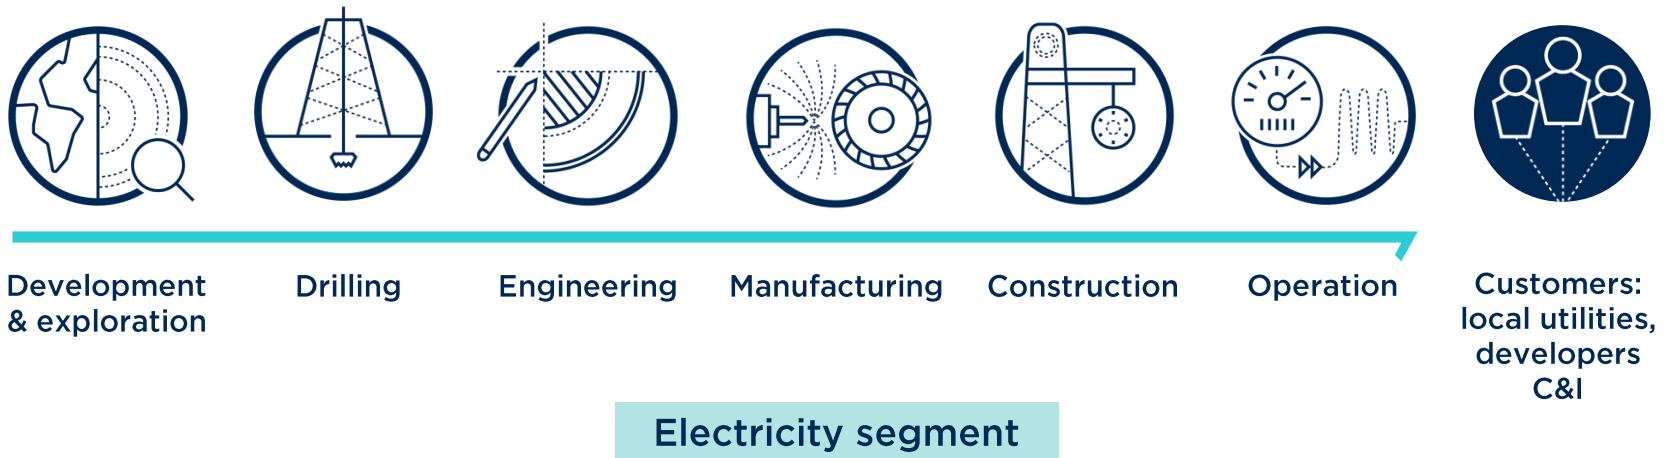 Development
& exploration
Drilling
Engineering
Manufacturing
Construction
Operation
Customers:
local utilities,
developers
C&I
Electricity segment